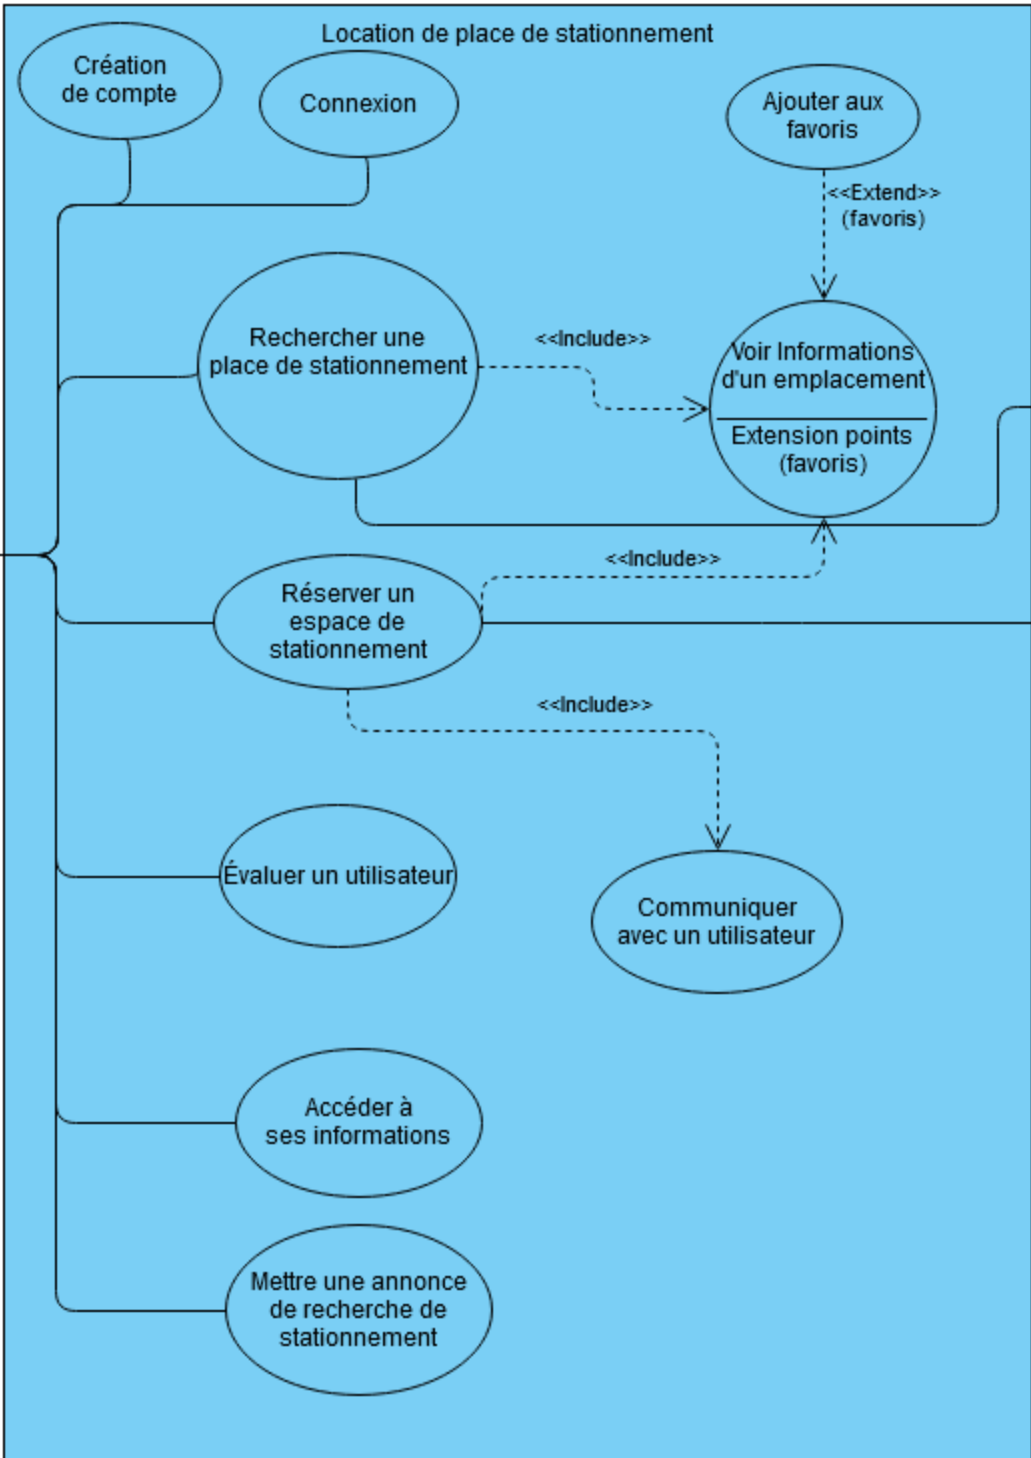 Location de place de stationnement
Création
de compte
Connexion
Ajouter aux
favoris
<<Extend>>
(favoris)
Rechercher une
place de stationnement
<<Include>>
Voir Informations
d'un emplacement
Extension points
(favoris)
<<Include>>
Réserver un
espace de
stationnement
<<Include>>
Évaluer un utilisateur
Communiquer
avec un utilisateur
Accéder à
ses informations
Mettre une annonce
de recherche de
stationnement